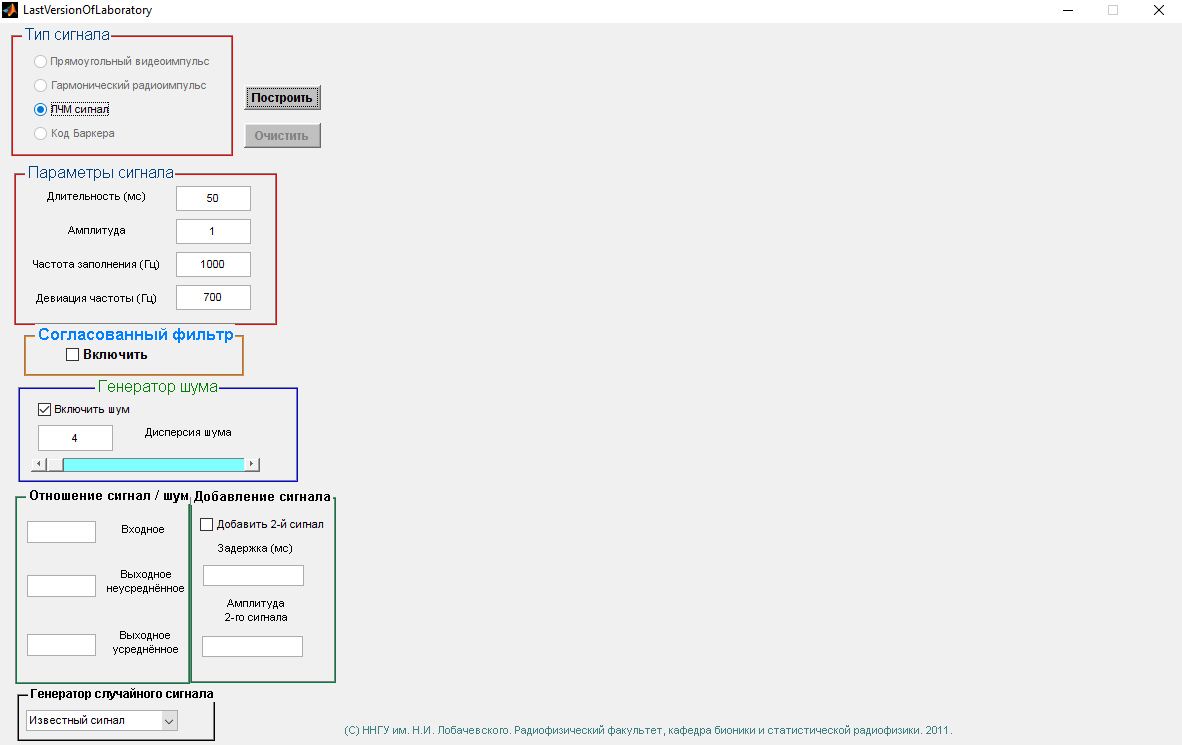 LastVersionOfLaboratory
Тип сигнала
Прямоугольный видеоимпульс
Гармонический радиоимпульс
ЛЧМ сигнал
Код Баркера
Построить
Очистить
Параметры сигнала
Длительность (мс)
50
Амплитуда
1
Частота заполнения (Гц)
1000
Девиация частоты (Гц)
700
Согласованный фильтр
Включить
Генератор шума
Включить шум
4
Дисперсия шума
Отношение сигнал / шум
Входное
Выходное
неусреднённое
Выходное
усреднённое
Добавление сигнала
Добавить 2-й сигнал
Задержка (мс)
Амплитуда
2-го сигнала
Генератор случайного сигнала
Известный сигнал
(С) ННГУ им. Н.И. Лобачевского. Радиофизический факультет, кафедра бионики и статистической радиофизики. 2011.